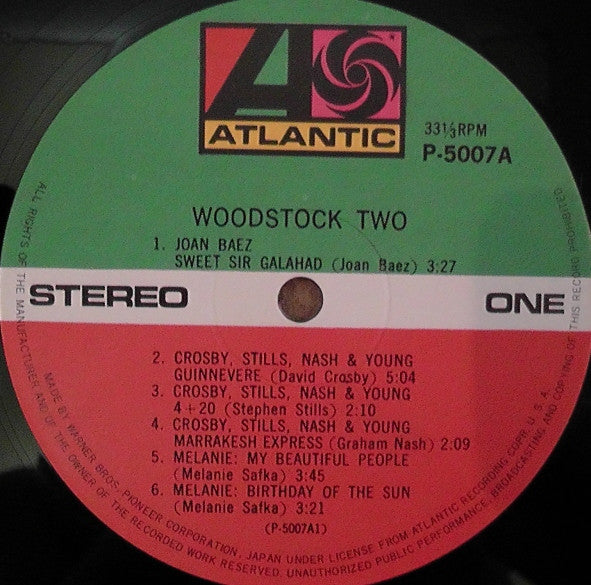 ATLANTIC
33⅓RPM
P-5007A
WOODSTOCK TWO
1. JOAN BAEZ
SWEET SIR GALAHAD (Joan Baez) 3:27
STEREO
ONE
2. CROSBY, STILLS, NASH & YOUNG
GUINNEVERE (David Crosby) 5:04
3. CROSBY, STILLS, NASH & YOUNG
4+20 (Stephen Stills) 2:10
4. CROSBY, STILLS, NASH & YOUNG
MARRAKESH EXPRESS (Graham Nash) 2:09
5. MELANIE: MY BEAUTIFUL PEOPLE
(Melanie Safka) 3:45
6. MELANIE: BIRTHDAY OF THE SUN
(Melanie Safka) 3:21
(P-5007A1)
MADE BY WARNER BROS.-PIONEER CORPORATION, JAPAN UNDER LICENSE FROM ATLANTIC RECORDING CORP. U. S. A.
ALL RIGHTS OF THE MANUFACTURER AND OF THE OWNER OF THE RECORDED WORK RESERVED. UNAUTHORIZED PUBLIC PERFORMANCE, BROADCASTING AND COPYING OF THIS RECORD PROHIBITED